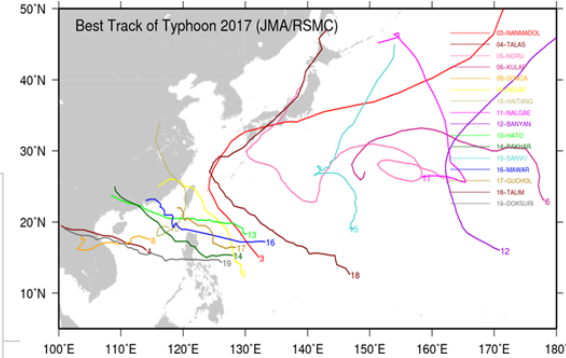 Best Track of Typhoon 2017 (JMA/RSMC)
50˚N
40˚N
30˚N
20˚N
10˚N
100˚E
110˚E
120˚E
130˚E
140˚E
150˚E
160˚E
170˚E
180˚
03-NANMADOL
04-TALAS
05-NORU
06-KULAP
08-SONCA
10-HAITANG
11-NALGAE
12-BANYAN
13-HATO
14-PAKHAR
15-SANVU
16-MAWAR
17-GUCHOL
18-TALIM
19-DOKSURI
6
12
15
18
3
16
13
17
14
19
4
8
11